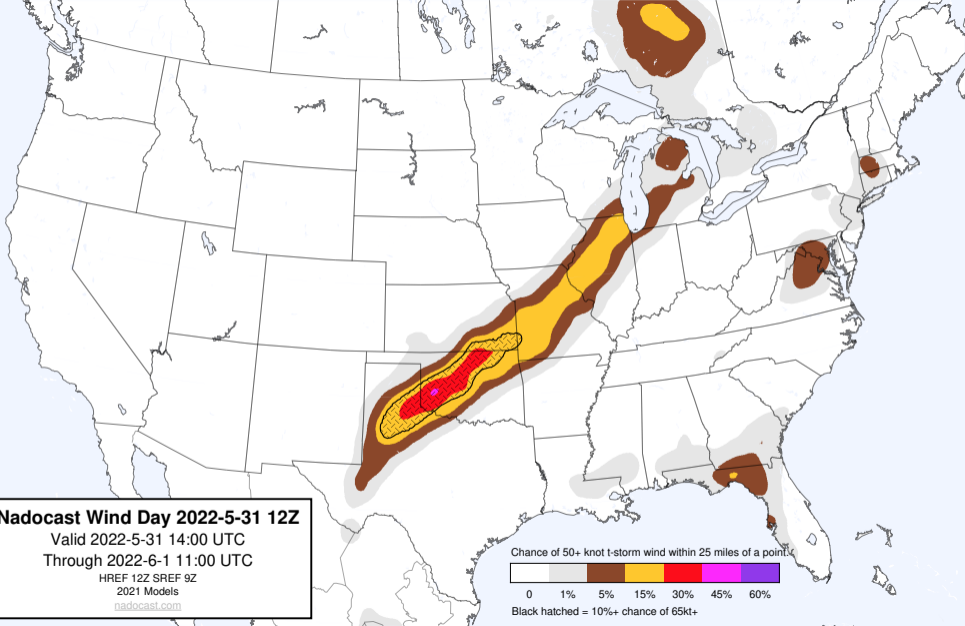 Nadocast Wind Day 2022-5-31 12Z
Valid 2022-5-31 14:00 UTC
Through 2022-6-1 11:00 UTC
HREF 12Z SREF 9Z
2021 Models
nadocast.com
Chance of 50+ knot t-storm wind within 25 miles of a point.
0 1% 5% 15% 30% 45% 60%
Black hatched = 10%+ chance of 65kt+